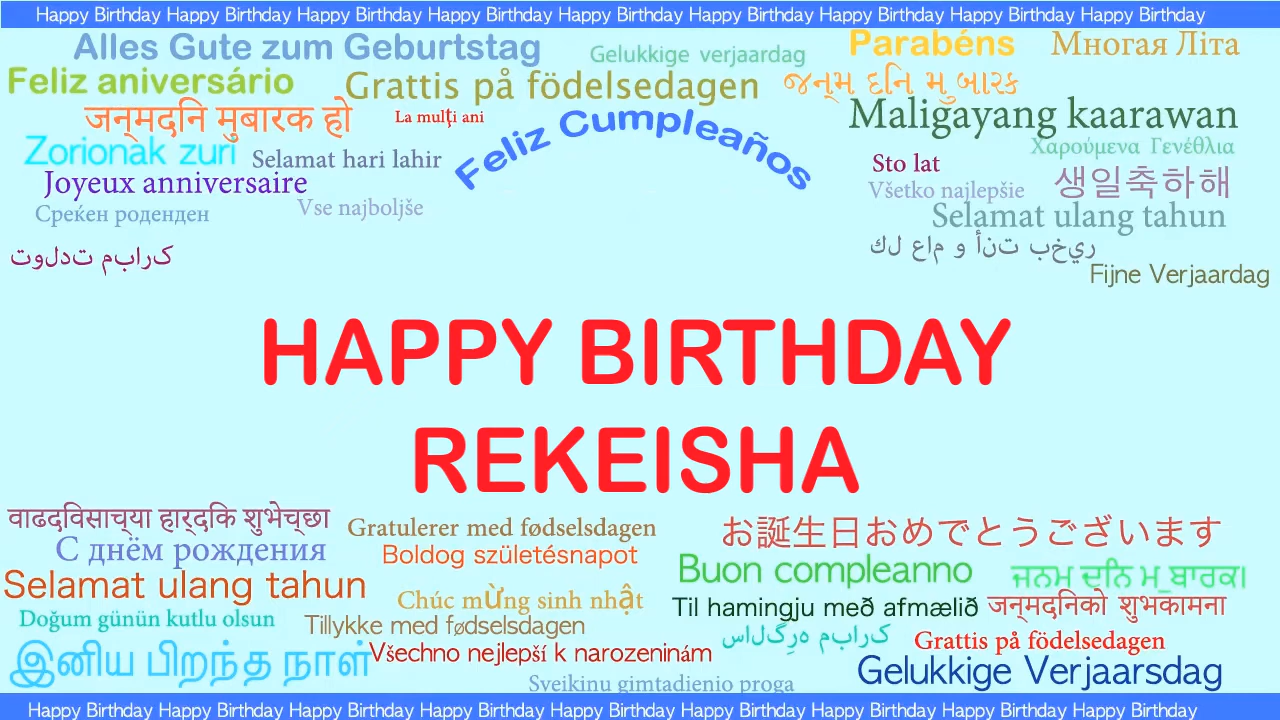 Happy Birthday Happy Birthday Happy Birthday Happy Birthday Happy Birthday Happy Birthday Happy Birthday Happy Birthday Happy Birthday
Alles Gute zum Geburtstag
Gelukkige verjaardag
Parabéns
Многая Літа
Feliz aniversário
Grattis på födelsedagen
જન્મ દિન મુબારક
जन्मदिन मुबारक हो
La mulţi ani
Feliz Cumpleaños
Maligayang kaarawan
Zorionak zuri
Selamat hari lahir
Sto lat
Χαρούμενα Γενέθλια
Joyeux anniversaire
Všetko najlepšie
생일축하해
Среќен роденден
Vse najboljše
Selamat ulang tahun
تولدت مبارک
كل عام و أنت بخير
Fijne Verjaardag
HAPPY BIRTHDAY
REKEISHA
वाढदिवसाच्या हार्दिक शुभेच्छा
Gratulerer med fødselsdagen
お誕生日おめでとうございます
С днём рождения
Boldog születésnapot
Buon compleanno
ਜਨਮ ਦਿਨ ਮੁਬਾਰਕ।
Selamat ulang tahun
Chúc mừng sinh nhật
Til hamingju með afmælið
जन्मदिनको शुभकामना
Doğum günün kutlu olsun
Tillykke med fødselsdagen
سالگرہ مبارک
Grattis på födelsedagen
இனிய பிறந்த நாள்
Všechno nejlepší k narozeninám
Gelukkige Verjaarsdag
Sveikinu gimtadienio proga
Happy Birthday Happy Birthday Happy Birthday Happy Birthday Happy Birthday Happy Birthday Happy Birthday Happy Birthday Happy Birthday